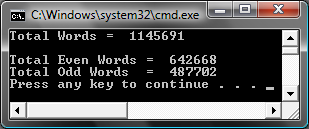 C:\Windows\system32\cmd.exe
Total Words =  1145691
Total Even Words =  642668
Total Odd Words =  487702
Press any key to continue . . . _